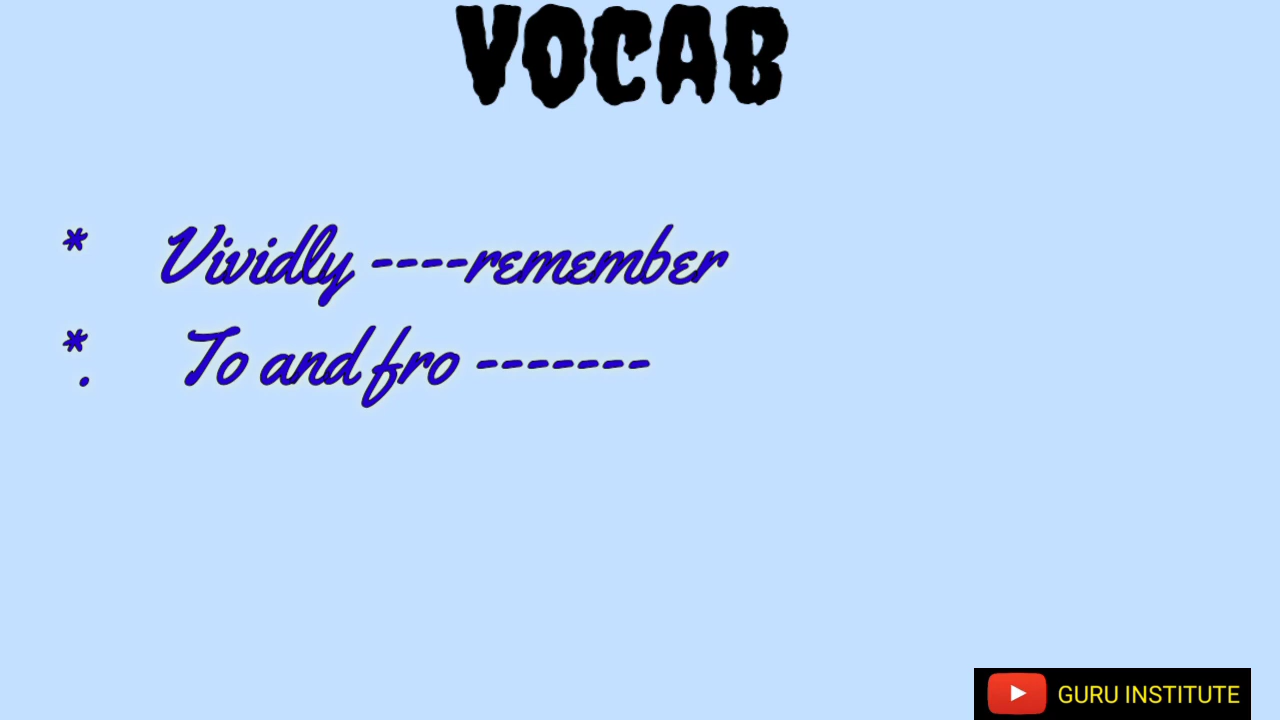 VOCAB
* Vividly ----remember
*. To and fro -------
GURU INSTITUTE